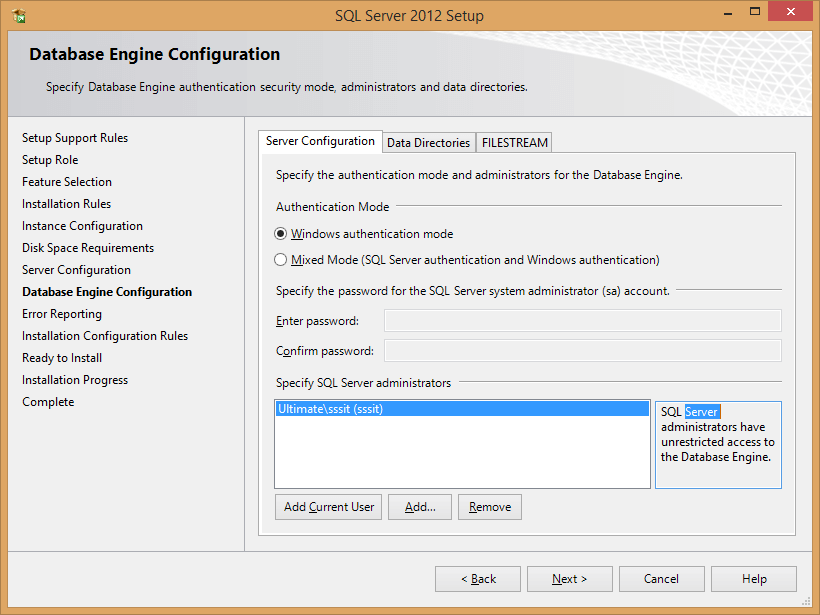 SQL Server 2012 Setup
Database Engine Configuration
Specify Database Engine authentication security mode, administrators and data directories.
Setup Support Rules
Setup Role
Feature Selection
Installation Rules
Instance Configuration
Disk Space Requirements
Server Configuration
Database Engine Configuration
Error Reporting
Installation Configuration Rules
Ready to Install
Installation Progress
Complete
Server Configuration
Data Directories
FILESTREAM
Specify the authentication mode and administrators for the Database Engine.
Authentication Mode
Windows authentication mode
Mixed Mode (SQL Server authentication and Windows authentication)
Specify the password for the SQL Server system administrator (sa) account.
Enter password:
Confirm password:
Specify SQL Server administrators
Ultimate\sssit (sssit)
SQL Server
administrators have
unrestricted access to
the Database Engine.
Add Current User
Add...
Remove
< Back
Next >
Cancel
Help